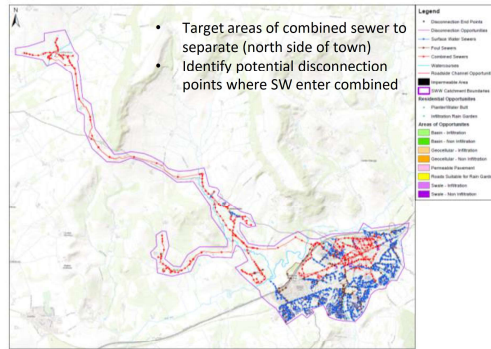 N
• Target areas of combined sewer to
separate (north side of town)
• Identify potential disconnection
points where SW enter combined
Legend
Disconnection End Points
Disconnection Opportunities
Surface Water Sewers
Foul Sewers
Combined Sewers
Watercourses
Roadside Channel Opportunit
Impermeable Area
SWW Catchment Boundaries
Residential Opportunities
Planter/Water Butt
Infiltration Rain Garden
Areas of Opportunities
Basin - Infiltration
Basin - Non Infiltration
Geocellular - Infiltration
Geocellular - Non Infiltration
Permeable Pavement
Roads Suitable for Rain Garde
Swale - Infiltration
Swale - Non Infiltration